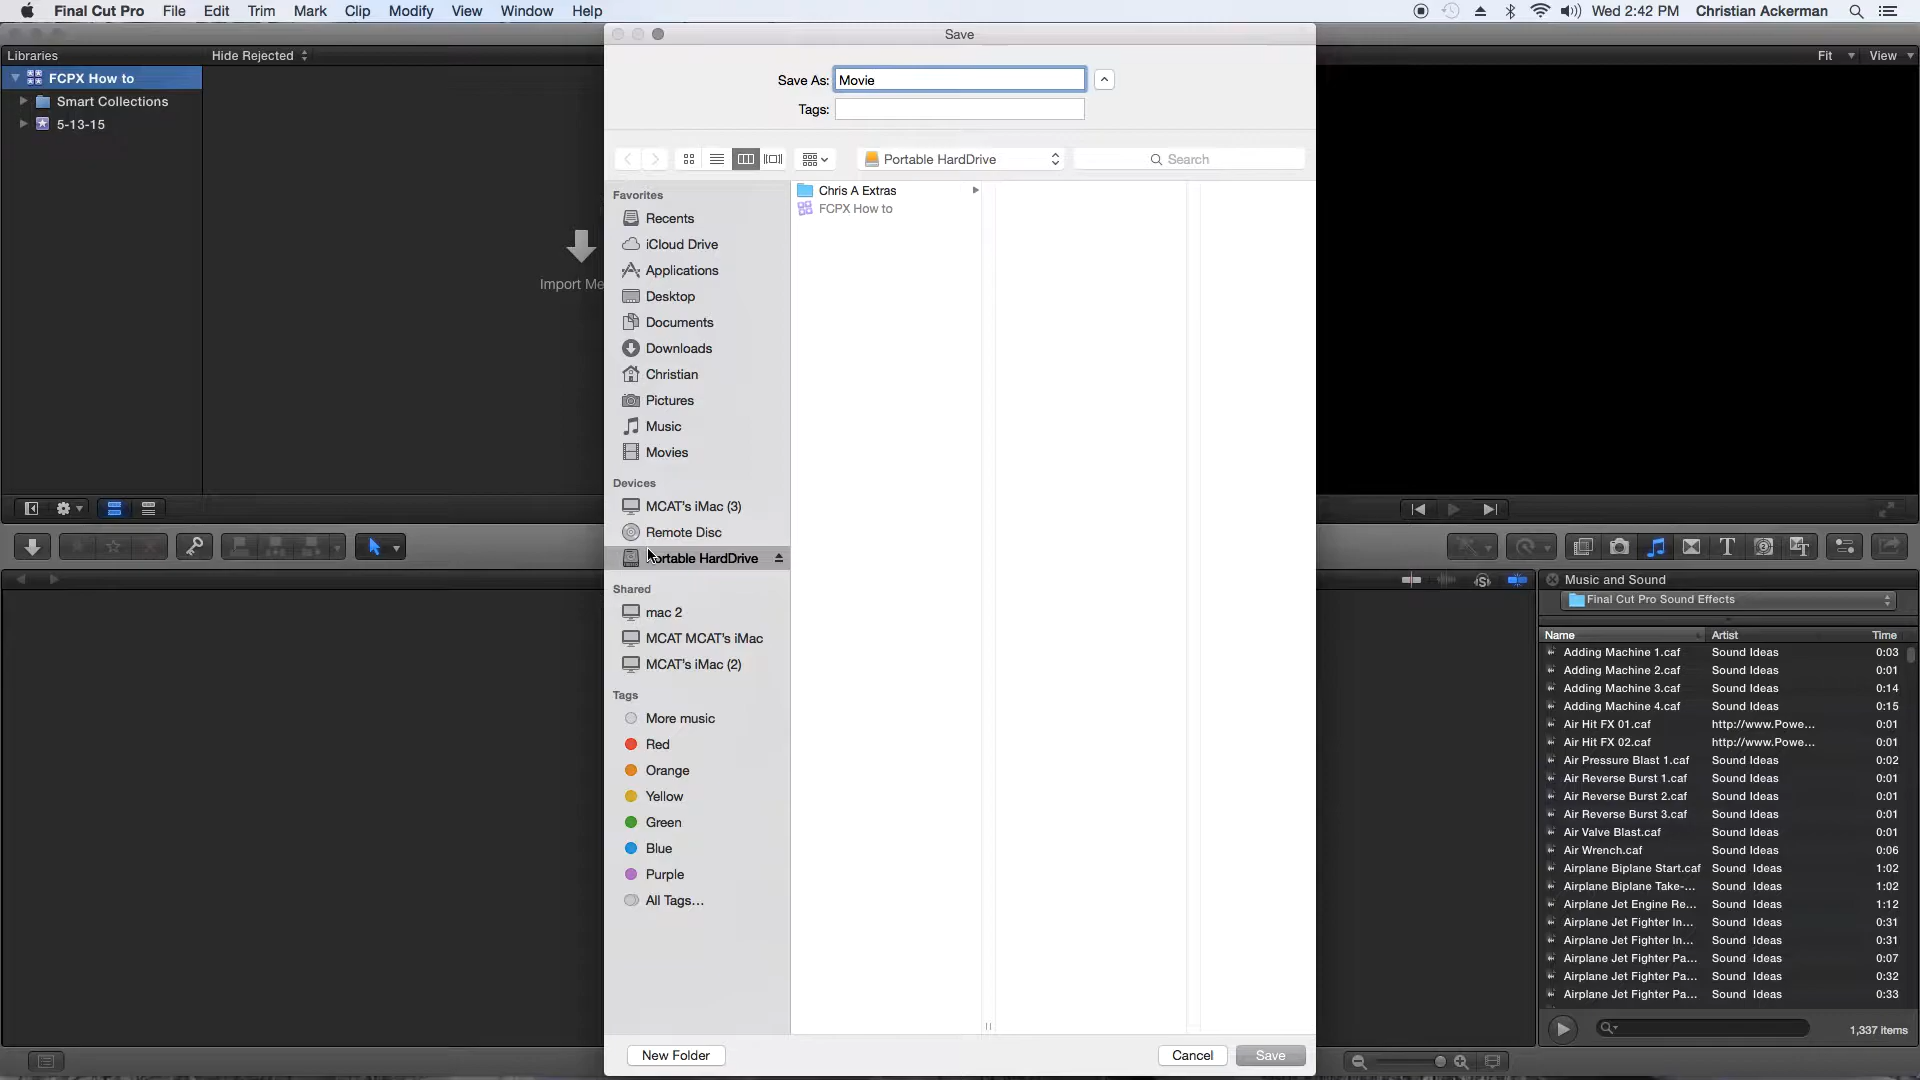 Final Cut Pro File Edit Trim Mark Clip Modify View Window Help Wed 2:42 PM Christian Ackerman
Save
Libraries Hide Rejected Fit View
FCPX How to
Smart Collections
5-13-15
Import Me
Save As: Movie
Tags:
Portable HardDrive Search
Favorites
Recents
iCloud Drive
Applications
Desktop
Documents
Downloads
Christian
Pictures
Music
Movies
Devices
MCAT's iMac (3)
Remote Disc
ortable HardDrive
Shared
mac 2
MCAT MCAT's iMac
MCAT's iMac (2)
Tags
More music
Red
Orange
Yellow
Green
Blue
Purple
All Tags...
Chris A Extras
FCPX How to
New Folder Cancel Save
Music and Sound
Final Cut Pro Sound Effects
Name Artist Time
Adding Machine 1.caf Sound Ideas 0:03
Adding Machine 2.caf Sound Ideas 0:01
Adding Machine 3.caf Sound Ideas 0:14
Adding Machine 4.caf Sound Ideas 0:15
Air Hit FX 01.caf http://www.Powe... 0:01
Air Hit FX 02.caf http://www.Powe... 0:01
Air Pressure Blast 1.caf Sound Ideas 0:02
Air Reverse Burst 1.caf Sound Ideas 0:01
Air Reverse Burst 2.caf Sound Ideas 0:01
Air Reverse Burst 3.caf Sound Ideas 0:01
Air Valve Blast.caf Sound Ideas 0:01
Air Wrench.caf Sound Ideas 0:06
Airplane Biplane Start.caf Sound Ideas 1:02
Airplane Biplane Take-... Sound Ideas 1:02
Airplane Jet Engine Re... Sound Ideas 1:12
Airplane Jet Fighter In... Sound Ideas 0:31
Airplane Jet Fighter In... Sound Ideas 0:31
Airplane Jet Fighter Pa... Sound Ideas 0:07
Airplane Jet Fighter Pa... Sound Ideas 0:32
Airplane Jet Fighter Pa... Sound Ideas 0:33
1,337 items